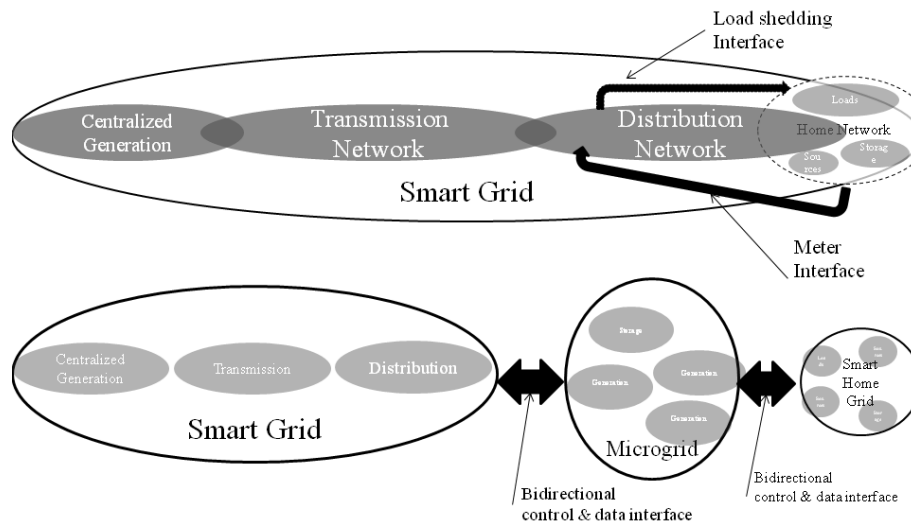 Load shedding
Interface
Centralized
Generation
Transmission
Network
Distribution
Network
Loads
Home Network
Sou
rces
Storag
e
Smart Grid
Meter
Interface
Centralized
Generation
Transmission
Distribution
Smart Grid
Storage
Generation
Generation
Generation
Microgrid
Smart
Home
Grid
Bidirectional
control & data interface
Bidirectional
control & data interface